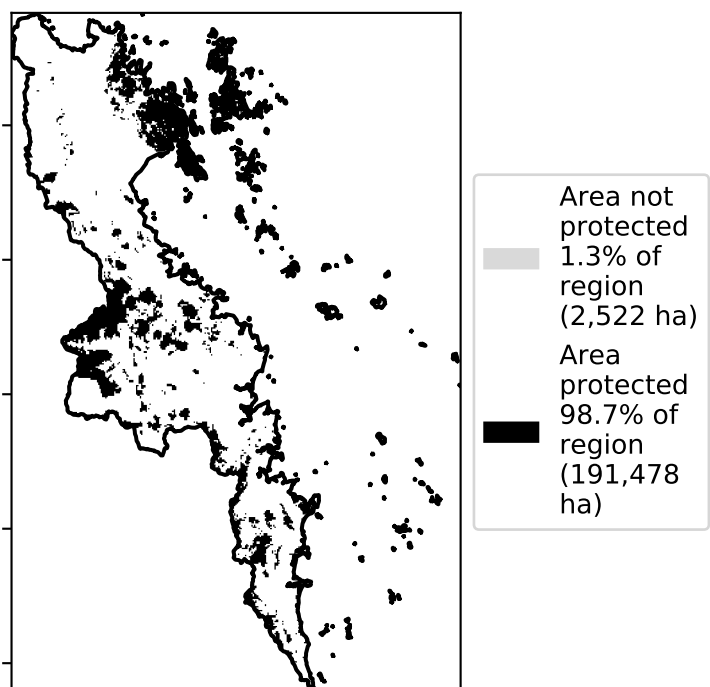 Area not
protected
1.3% of
region
(2,522 ha)
Area
protected
98.7% of
region
(191,478
ha)